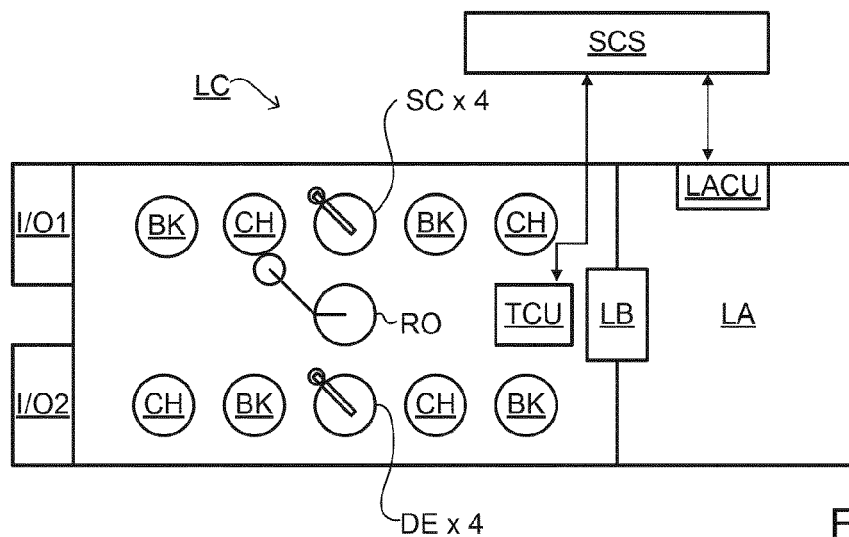 SCS
LC
SC x 4
LACU
I/O1
BK
CH
BK
CH
RO
TCU
LB
LA
I/O2
CH
BK
CH
BK
DE x 4
F